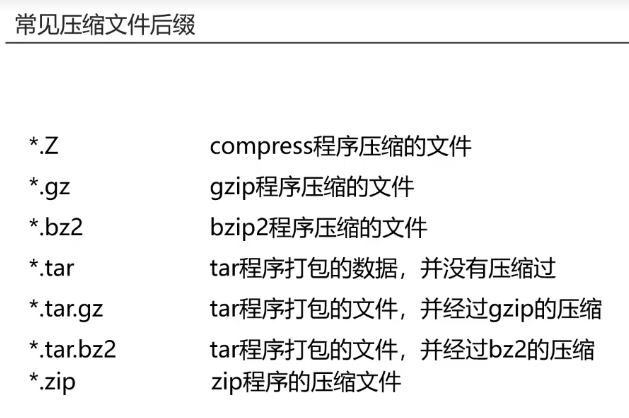 常见压缩文件后缀
*.Z compress程序压缩的文件
*.gz gzip程序压缩的文件
*.bz2 bzip2程序压缩的文件
*.tar tar程序打包的数据，并没有压缩过
*.tar.gz tar程序打包的文件，并经过gzip的压缩
*.tar.bz2 tar程序打包的文件，并经过bz2的压缩
*.zip zip程序的压缩文件